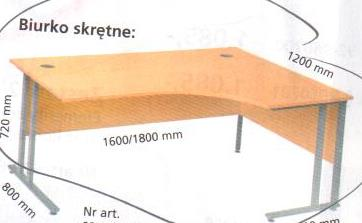 Biurko skrętne:
1200 mm
720 mm
1600/1800 mm
800 mm
Nr art.